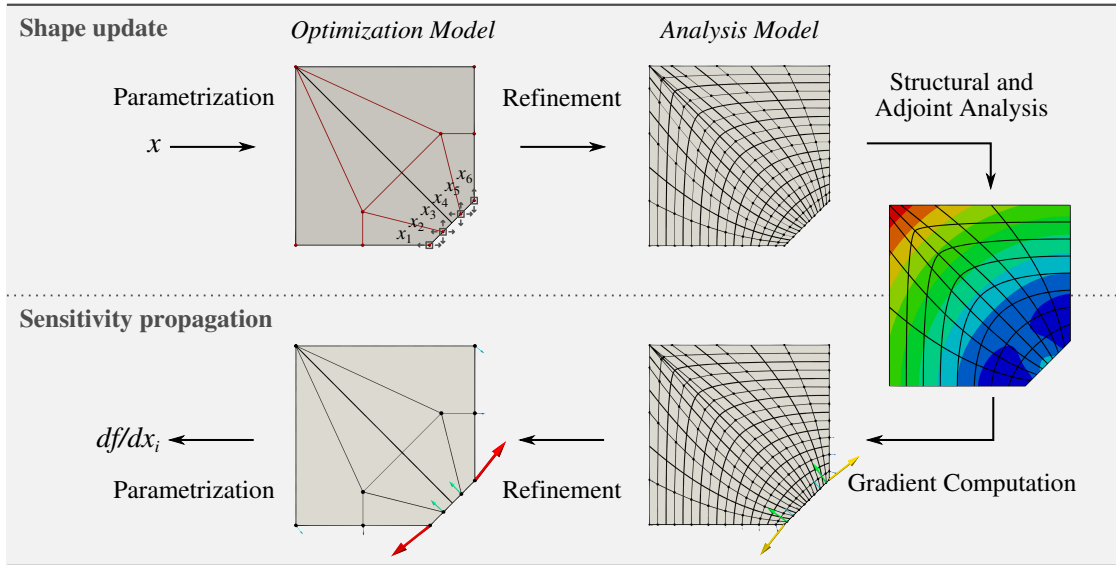 Shape update
Optimization Model
Analysis Model
Parametrization
Refinement
Structural and
Adjoint Analysis
x
x6
x5
x4
x3
x2
x1
Sensitivity propagation
df/dxi
Parametrization
Refinement
Gradient Computation